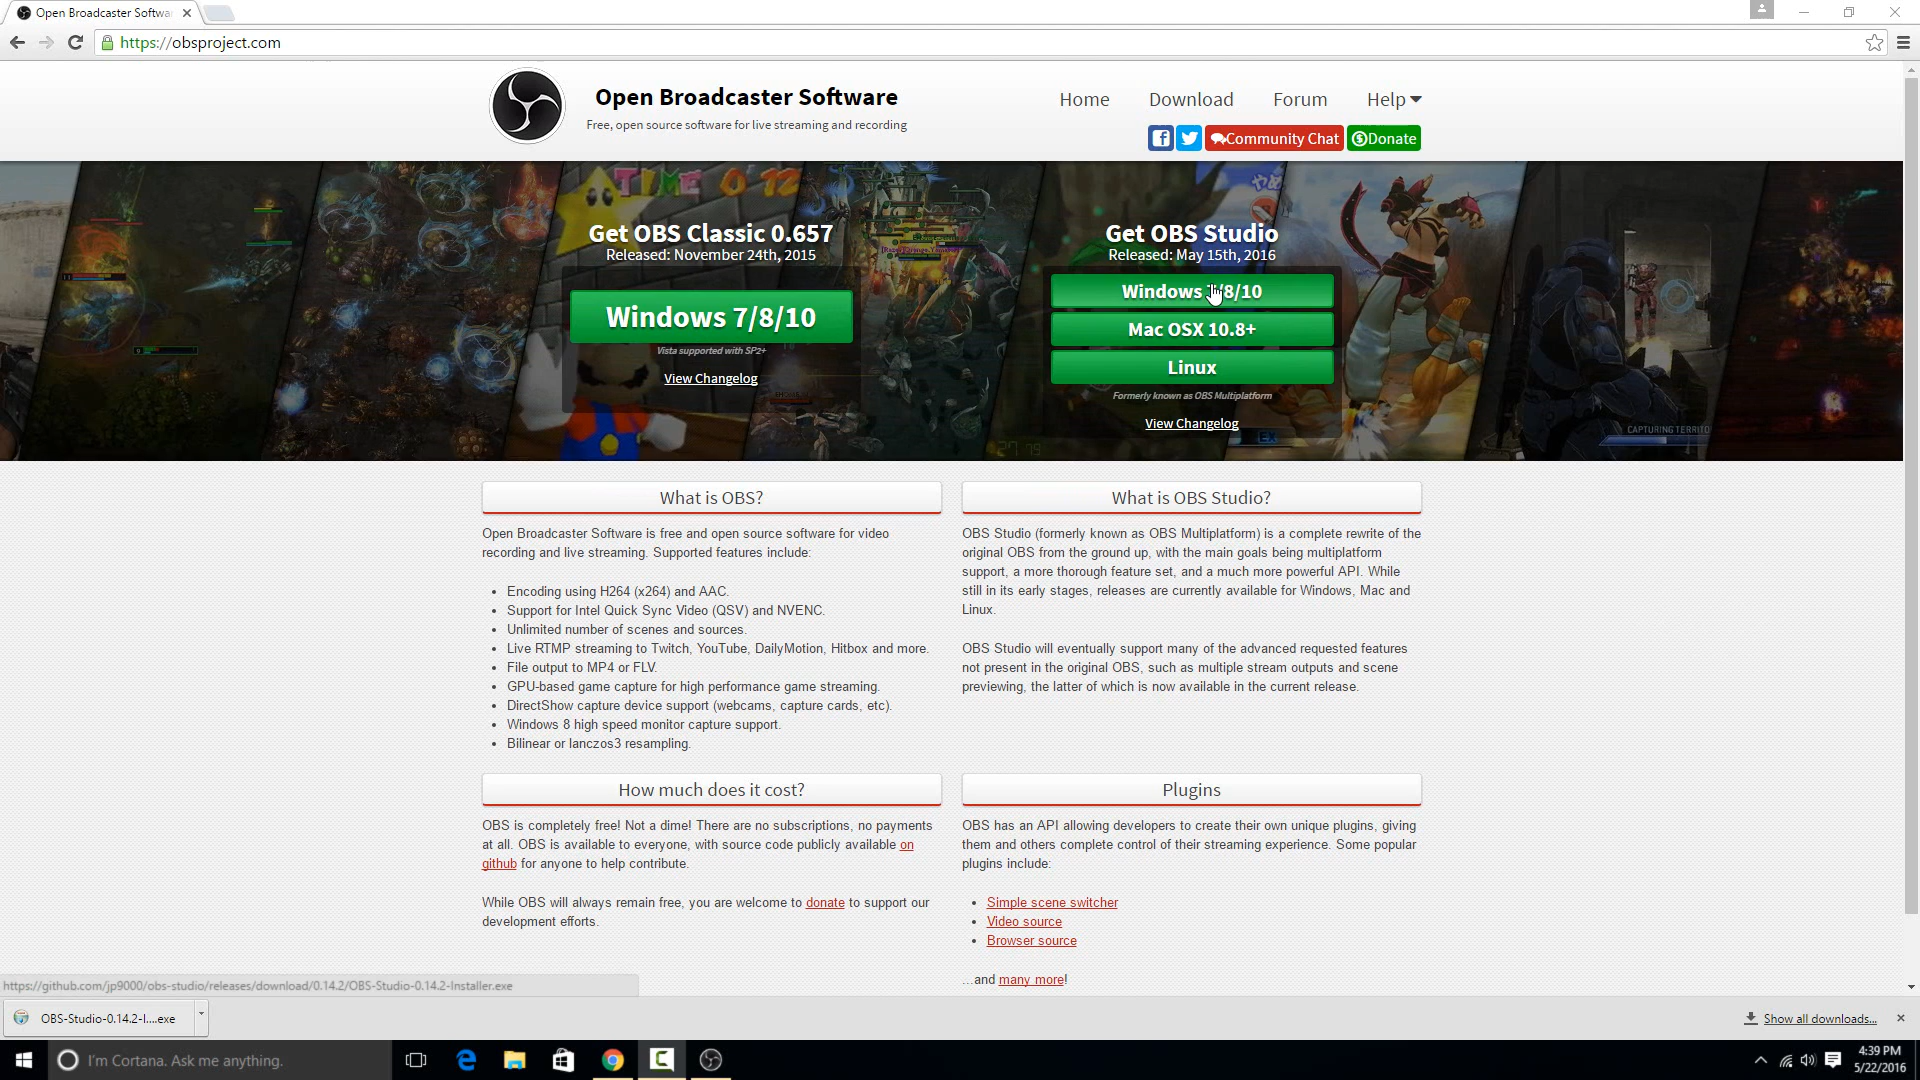 Open Broadcaster Softwa
https://obsproject.com
Open Broadcaster Software
Free, open source software for live streaming and recording
Home
Download
Forum
Help
Community Chat
Donate
TIME 0 12
Get OBS Classic 0.657
Released: November 24th, 2015
Windows 7/8/10
Vista supported with SP2+
View Changelog
Get OBS Studio
Released: May 15th, 2016
Windows 7/8/10
Mac OSX 10.8+
Linux
Formerly known as OBS Multiplatform
View Changelog
EX
CAPTURING TERRITO
What is OBS?
Open Broadcaster Software is free and open source software for video
recording and live streaming. Supported features include:
Encoding using H264 (x264) and AAC.
Support for Intel Quick Sync Video (QSV) and NVENC.
Unlimited number of scenes and sources.
Live RTMP streaming to Twitch, YouTube, DailyMotion, Hitbox and more.
File output to MP4 or FLV.
GPU-based game capture for high performance game streaming.
DirectShow capture device support (webcams, capture cards, etc).
Windows 8 high speed monitor capture support.
Bilinear or lanczos3 resampling.
What is OBS Studio?
OBS Studio (formerly known as OBS Multiplatform) is a complete rewrite of the
original OBS from the ground up, with the main goals being multiplatform
support, a more thorough feature set, and a much more powerful API. While
still in its early stages, releases are currently available for Windows, Mac and
Linux.
OBS Studio will eventually support many of the advanced requested features
not present in the original OBS, such as multiple stream outputs and scene
previewing, the latter of which is now available in the current release.
How much does it cost?
OBS is completely free! Not a dime! There are no subscriptions, no payments
at all. OBS is available to everyone, with source code publicly available on
github for anyone to help contribute.
While OBS will always remain free, you are welcome to donate to support our
development efforts.
Plugins
OBS has an API allowing developers to create their own unique plugins, giving
them and others complete control of their streaming experience. Some popular
plugins include:
Simple scene switcher
Video source
Browser source
...and many more!
https://github.com/jp9000/obs-studio/releases/download/0.14.2/OBS-Studio-0.14.2-Installer.exe
OBS-Studio-0.14.2-I....exe
Show all downloads...
I'm Cortana. Ask me anything.
4:39 PM
5/22/2016